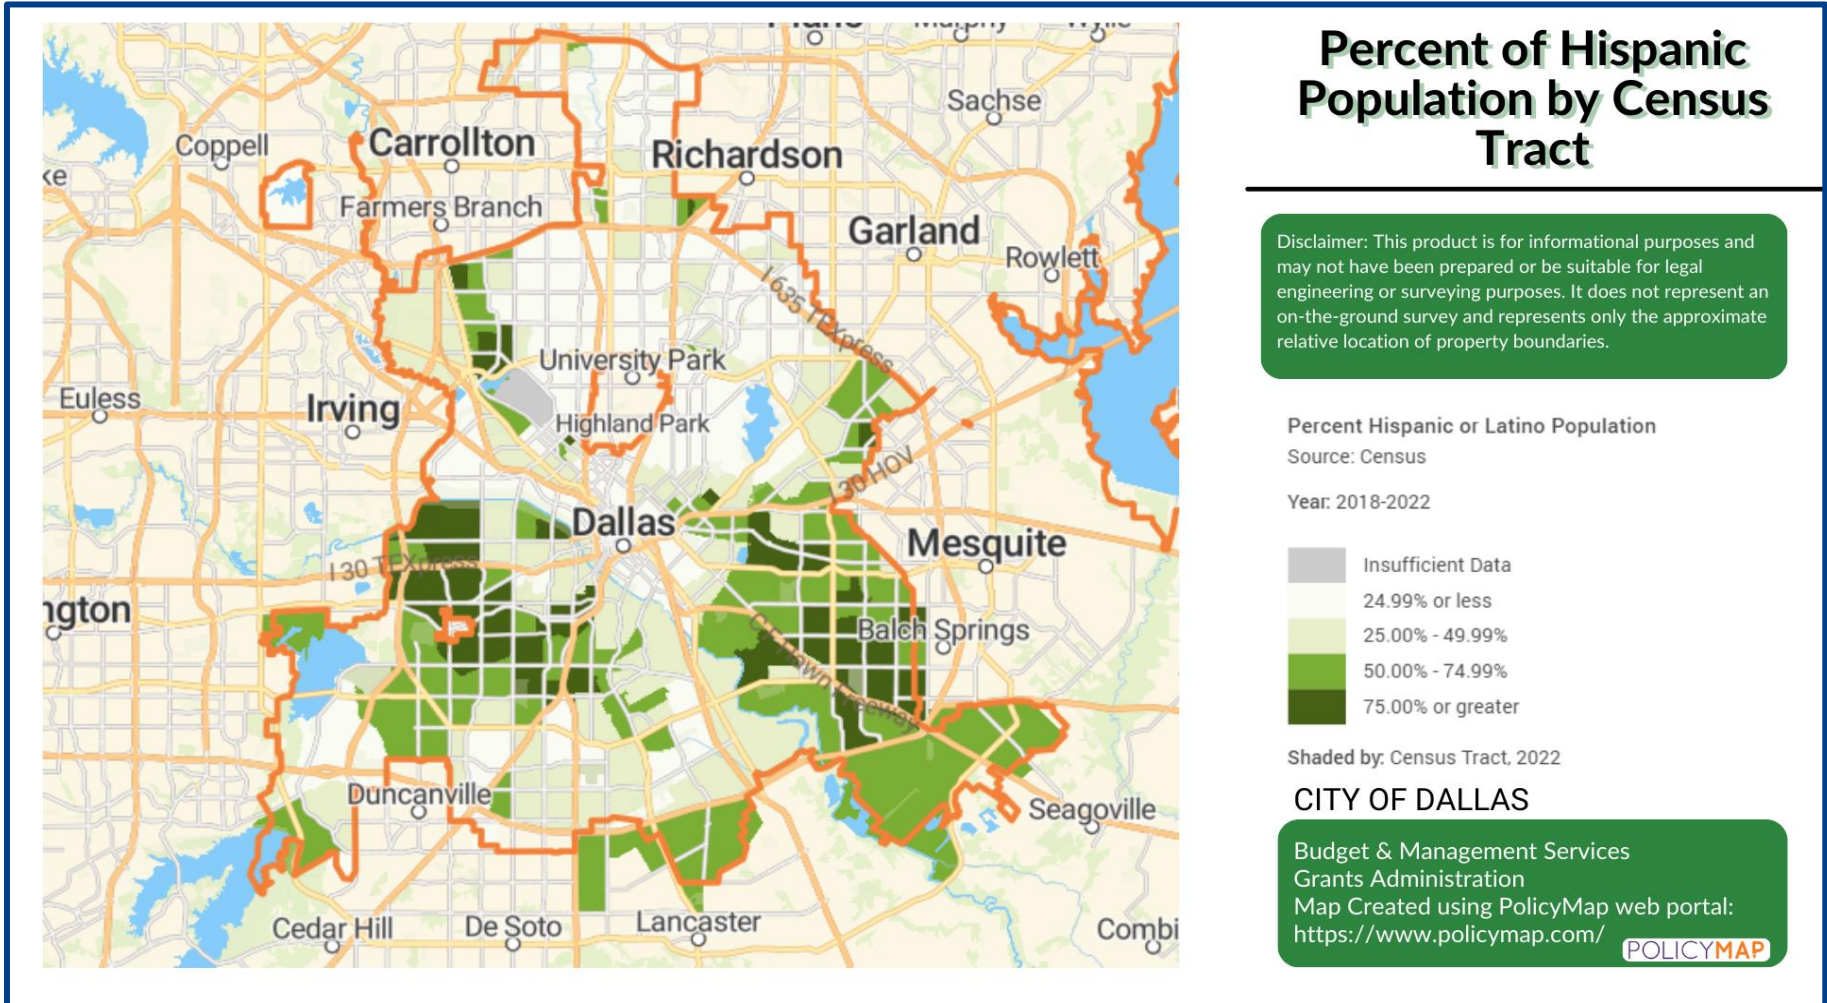 Percent of Hispanic
Population by Census
Tract
Disclaimer: This product is for informational purposes and
may not have been prepared or be suitable for legal
engineering or surveying purposes. It does not represent an
on-the-ground survey and represents only the approximate
relative location of property boundaries.
Percent Hispanic or Latino Population
Source: Census
Year: 2018-2022
Insufficient Data
24.99% or less
25.00% - 49.99%
50.00% - 74.99%
75.00% or greater
Shaded by: Census Tract, 2022
CITY OF DALLAS
Budget & Management Services
Grants Administration
Map Created using PolicyMap web portal:
https://www.policymap.com/
POLICYMAP
Sachse
Coppell
Carrollton
Richardson
ke
Farmers Branch
Garland
Rowlett
I 635 TEXpress
University Park
Euless
Irving
Highland Park
I 30 HOV
Dallas
Mesquite
I 30 TEXpress
ngton
Balch Springs
C F Hawn Freeway
Duncanville
Seagoville
Cedar Hill
De Soto
Lancaster
Combi